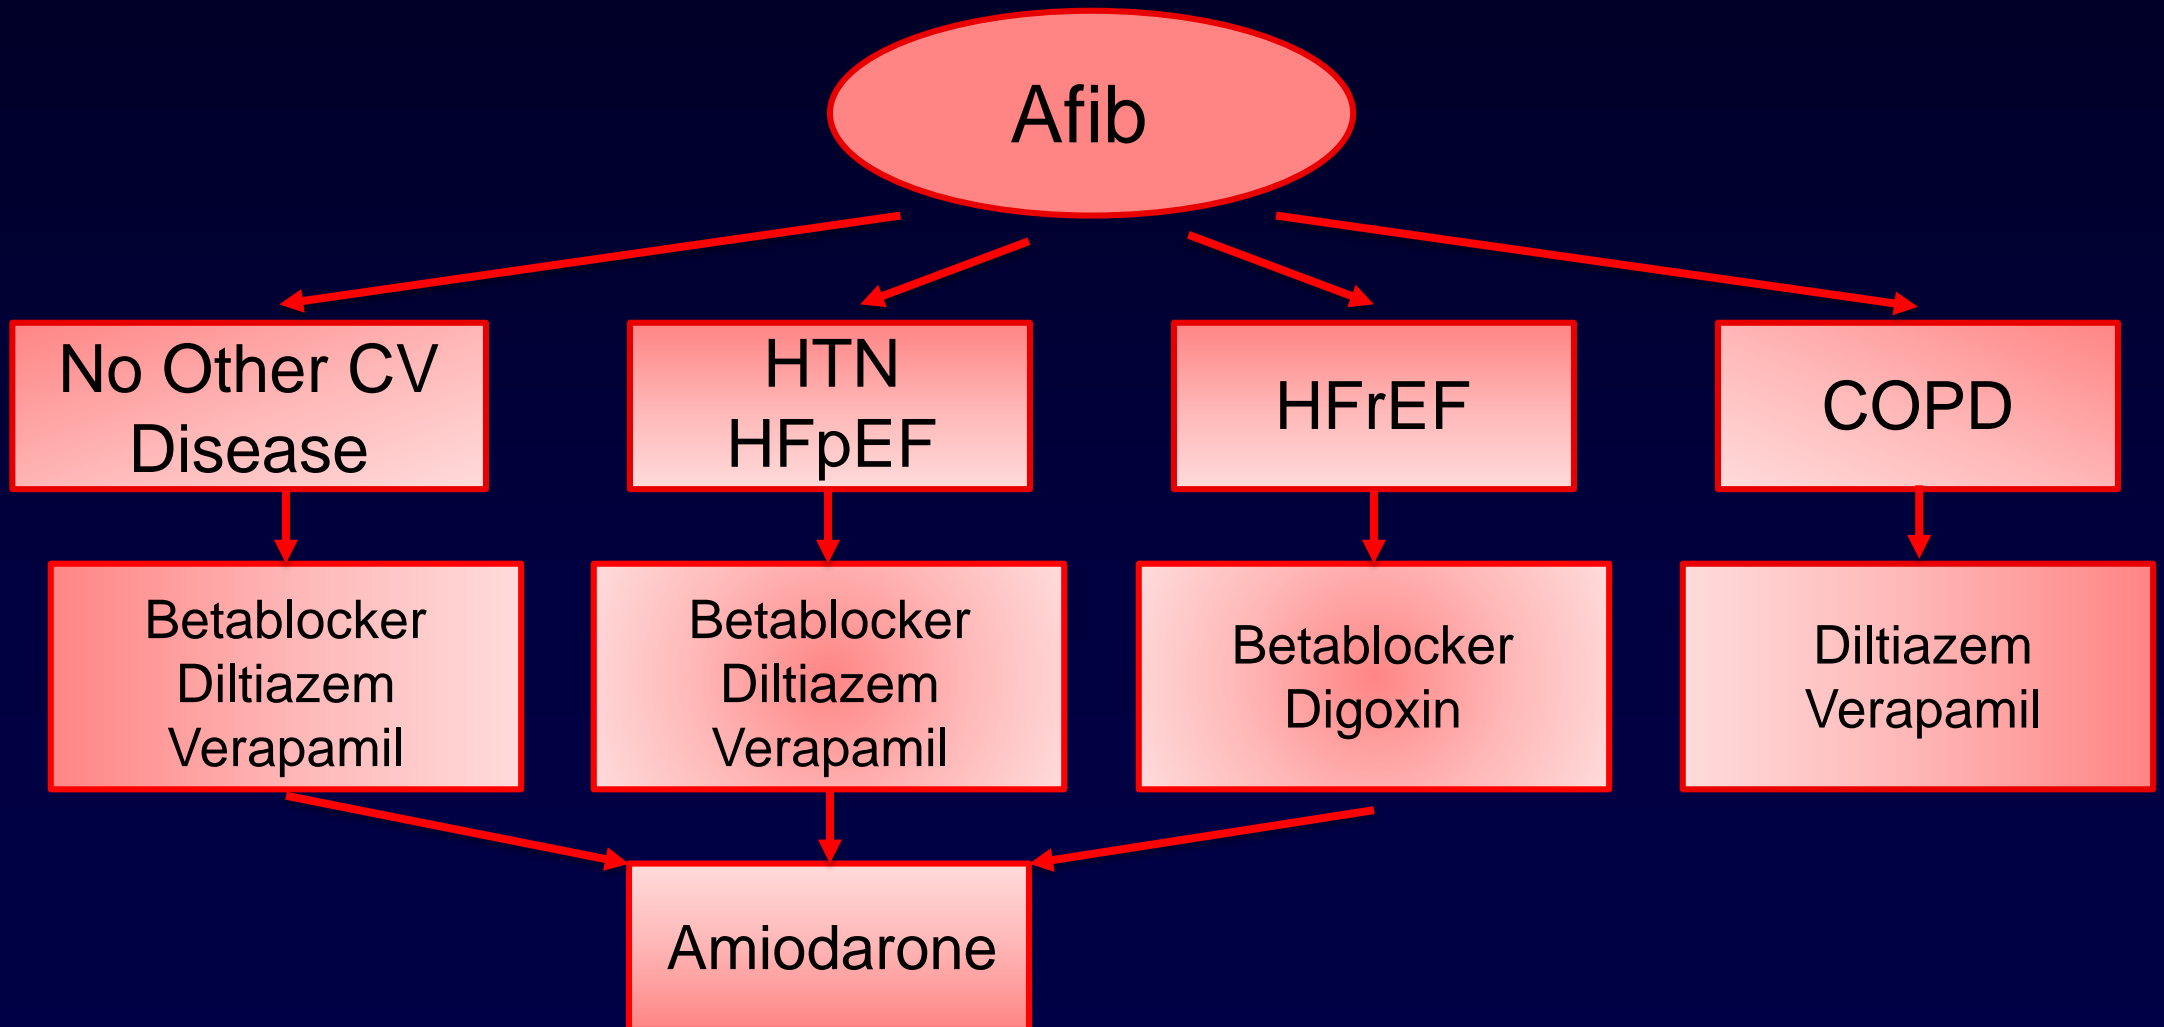 Afib
No Other CV
Disease
HTN
HFpEF
HFrEF
COPD
Betablocker
Diltiazem
Verapamil
Betablocker
Diltiazem
Verapamil
Betablocker
Digoxin
Diltiazem
Verapamil
Amiodarone